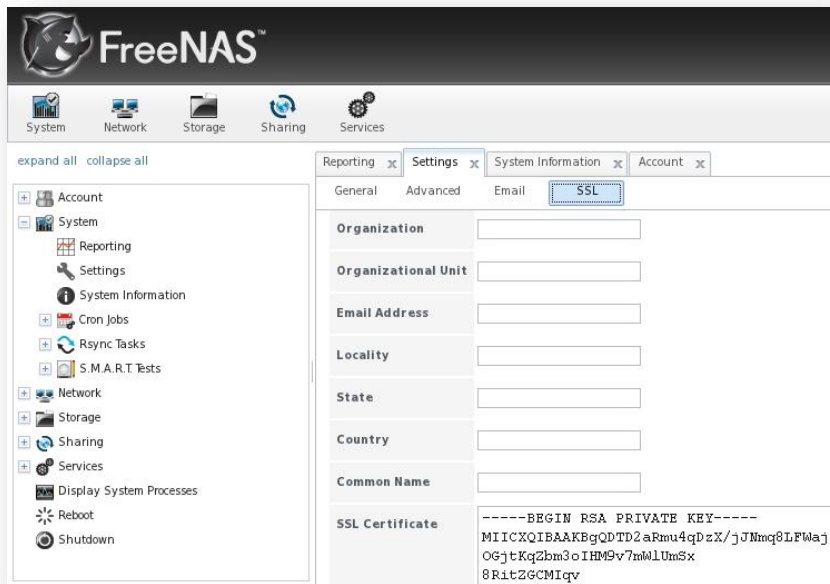 FreeNAS™
System Network Storage Sharing Services
expand all collapse all
Account
System
Reporting
Settings
System Information
Cron Jobs
Rsync Tasks
S.M.A.R.T. Tests
Network
Storage
Sharing
Services
Display System Processes
Reboot
Shutdown
Reporting x Settings x System Information x Account x
General Advanced Email SSL
Organization
Organizational Unit
Email Address
Locality
State
Country
Common Name
SSL Certificate
-----BEGIN RSA PRIVATE KEY-----
MIICXQIBAAKBgQDTD2aRmu4qDzX/jJNmq8LFWaj
OGjtKqZbm3oIHM9v7mWlUmSx
8RitZGCMIqv